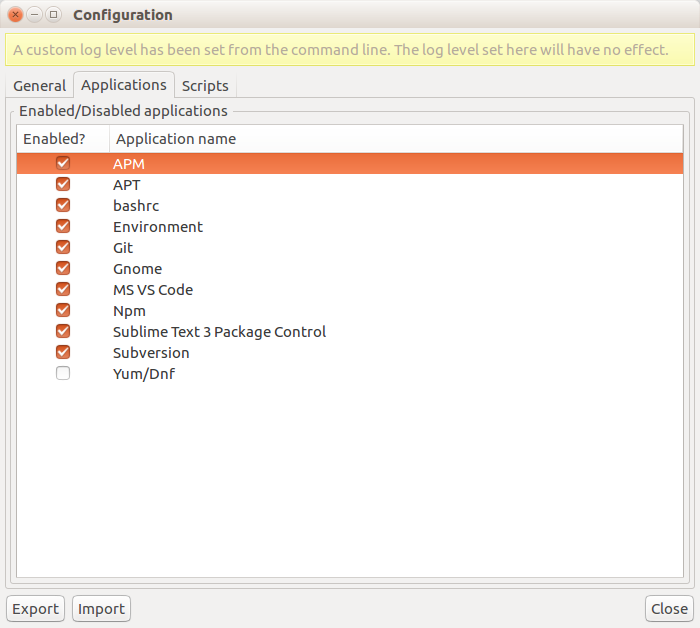 Configuration
A custom log level has been set from the command line. The log level set here will have no effect.
General Applications Scripts
Enabled/Disabled applications
Enabled? Application name
APM
APT
bashrc
Environment
Git
Gnome
MS VS Code
Npm
Sublime Text 3 Package Control
Subversion
Yum/Dnf
Export Import Close